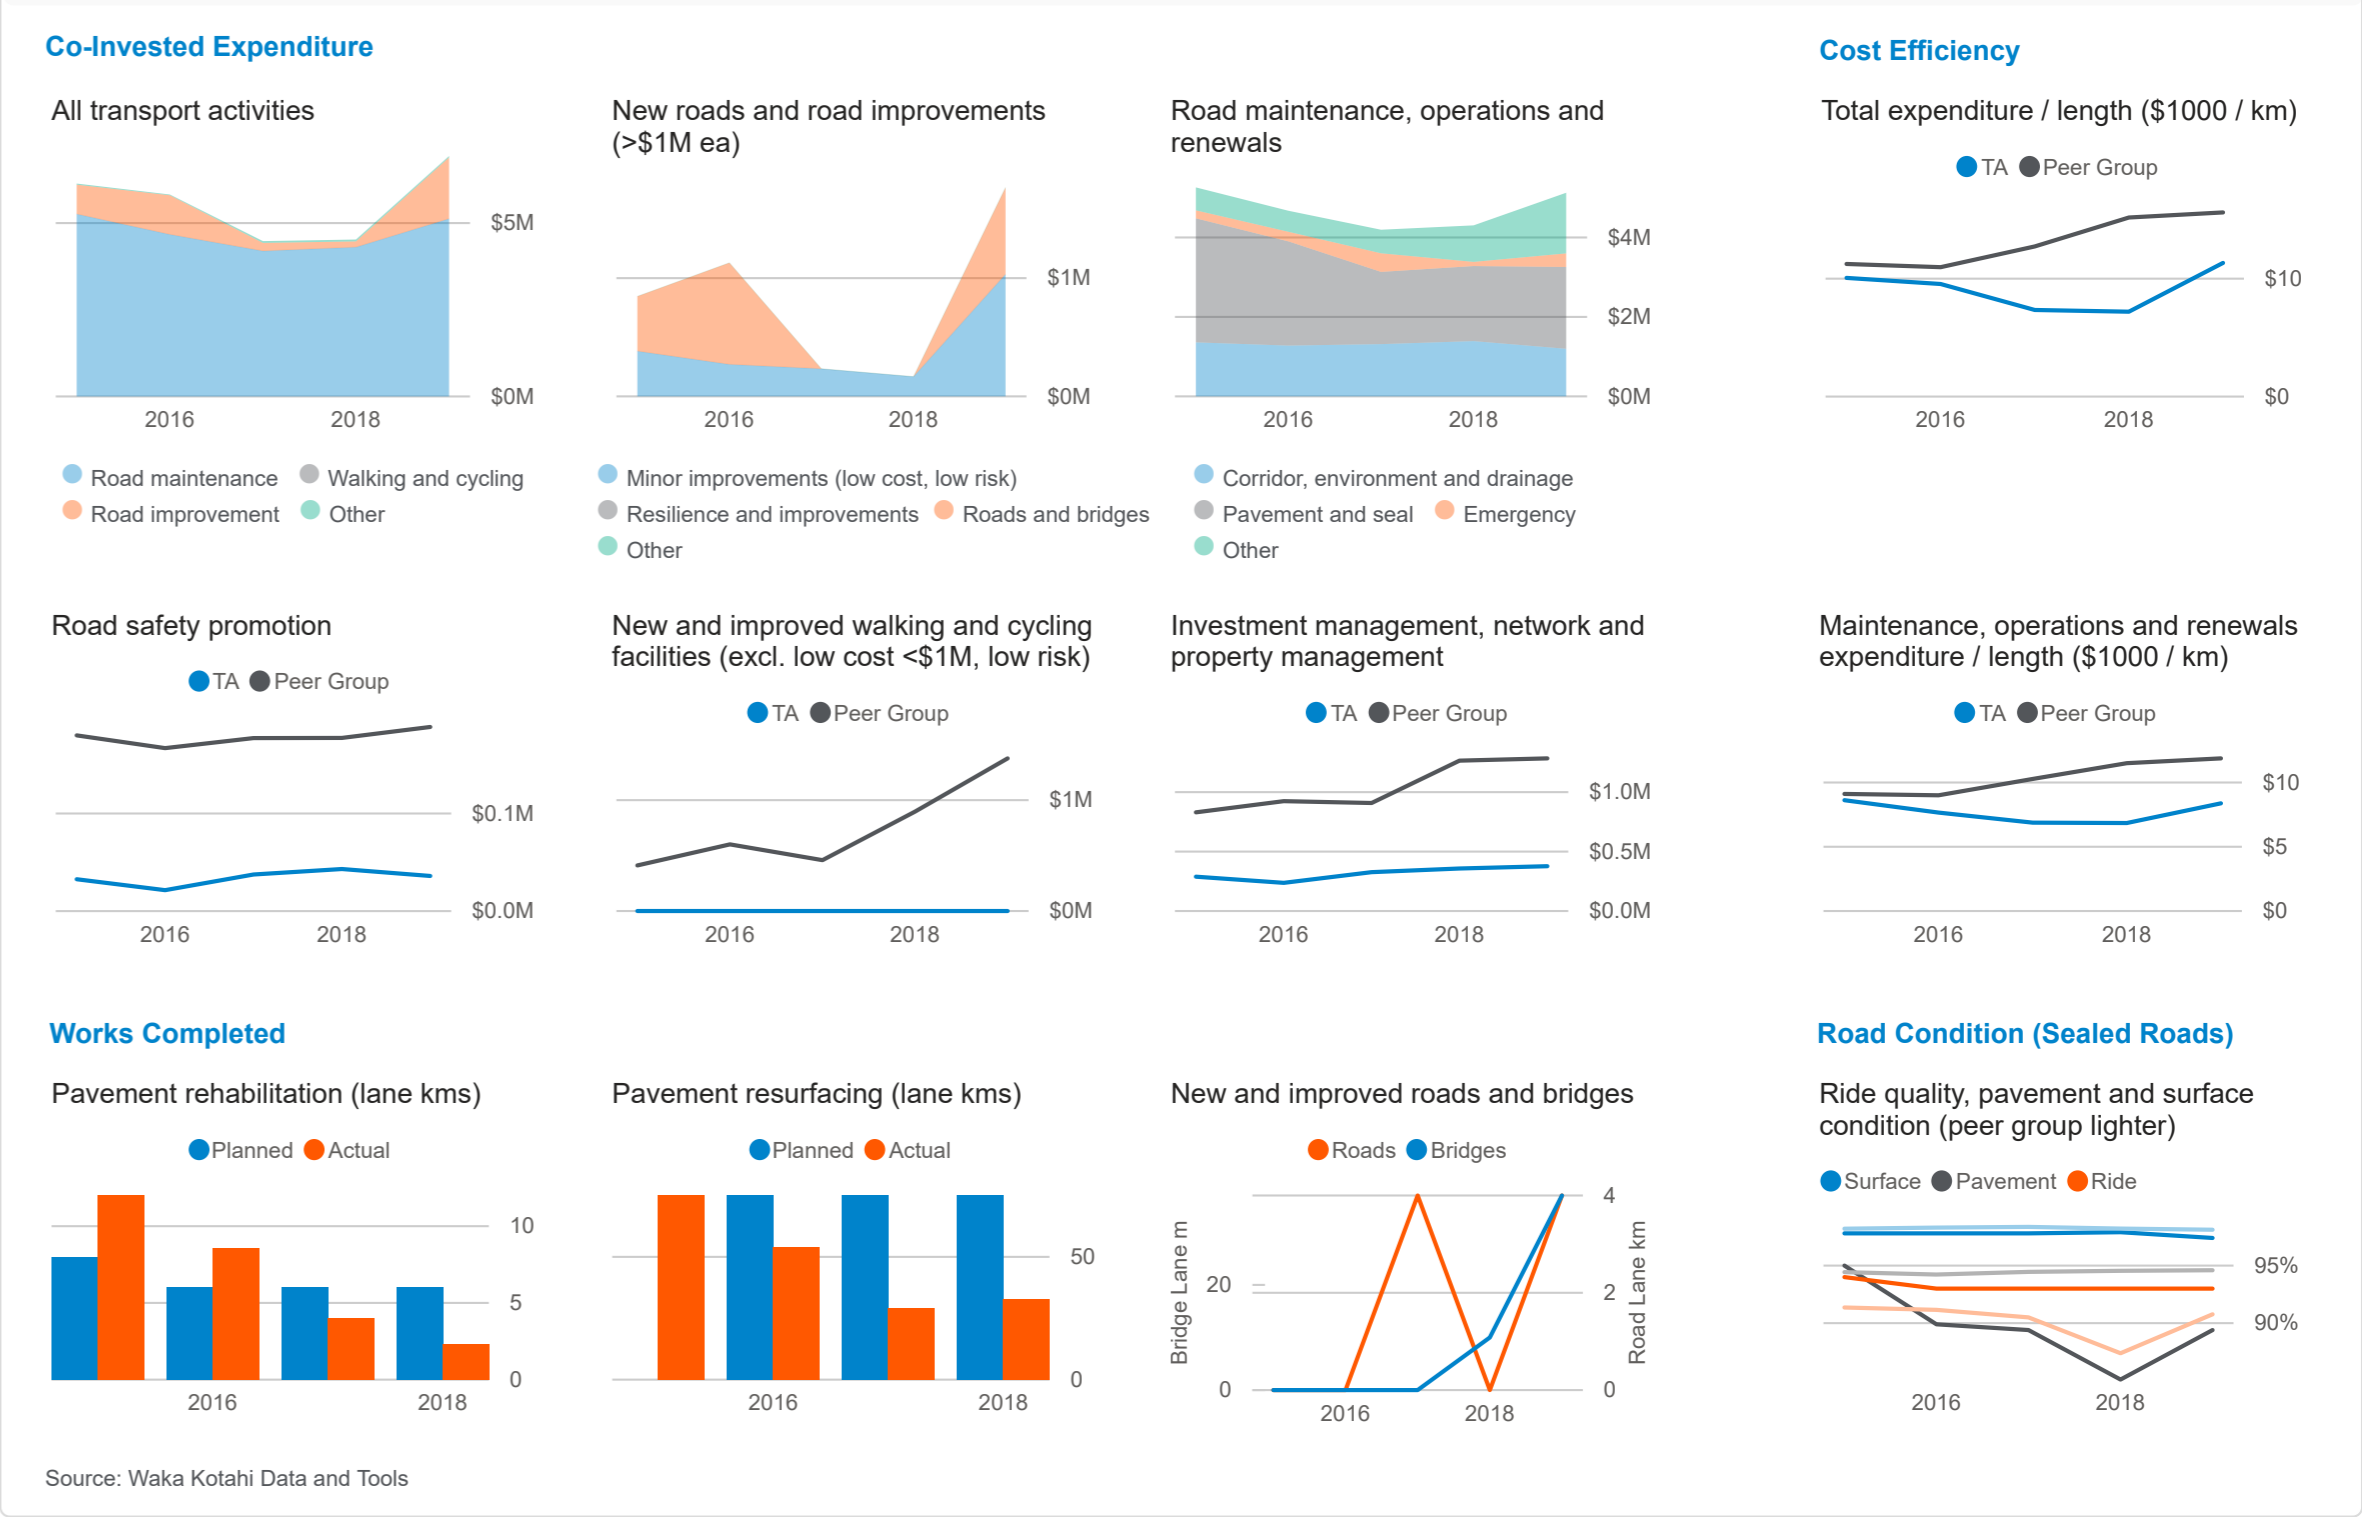 Co-Invested Expenditure
Cost Efficiency
All transport activities
$5M
$0M
2016
2018
Road maintenance
Walking and cycling
Road improvement
Other
New roads and road improvements
(>$1M ea)
$1M
$0M
2016
2018
Minor improvements (low cost, low risk)
Resilience and improvements
Roads and bridges
Other
Road maintenance, operations and
renewals
$4M
$2M
$0M
2016
2018
Corridor, environment and drainage
Pavement and seal
Emergency
Other
Total expenditure / length ($1000 / km)
TA
Peer Group
$10
$0
2016
2018
Road safety promotion
TA
Peer Group
$0.1M
$0.0M
2016
2018
New and improved walking and cycling
facilities (excl. low cost <$1M, low risk)
TA
Peer Group
$1M
$0M
2016
2018
Investment management, network and
property management
TA
Peer Group
$1.0M
$0.5M
$0.0M
2016
2018
Maintenance, operations and renewals
expenditure / length ($1000 / km)
TA
Peer Group
$10
$5
$0
2016
2018
Works Completed
Road Condition (Sealed Roads)
Pavement rehabilitation (lane kms)
Planned
Actual
10
5
0
2016
2018
Pavement resurfacing (lane kms)
Planned
Actual
50
0
2016
2018
New and improved roads and bridges
Roads
Bridges
Bridge Lane m
20
0
4
2
0
Road Lane km
2016
2018
Ride quality, pavement and surface
condition (peer group lighter)
Surface
Pavement
Ride
95%
90%
2016
2018
Source: Waka Kotahi Data and Tools